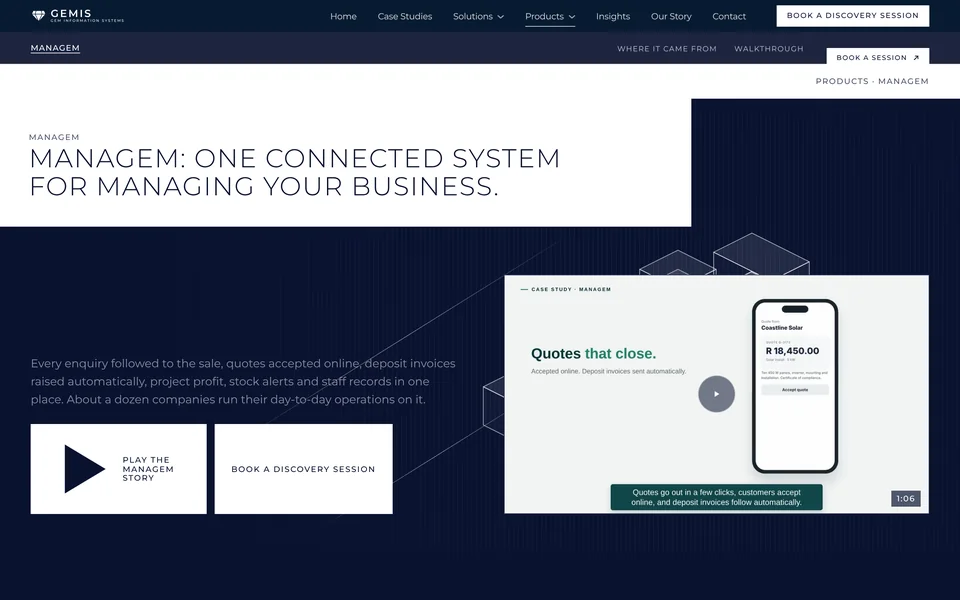 GEMIS
GEM INFORMATION SYSTEMS
Home
Case Studies
Solutions
Products
Insights
Our Story
Contact
BOOK A DISCOVERY SESSION
MANAGEM
WHERE IT CAME FROM
WALKTHROUGH
BOOK A SESSION
PRODUCTS · MANAGEM
MANAGEM
MANAGEM: ONE CONNECTED SYSTEM
FOR MANAGING YOUR BUSINESS.
Every enquiry followed to the sale, quotes accepted online, deposit invoices
raised automatically, project profit, stock alerts and staff records in one
place. About a dozen companies run their day-to-day operations on it.
PLAY THE
MANAGEM
STORY
BOOK A DISCOVERY SESSION
CASE STUDY · MANAGEM
Quotes that close.
Accepted online. Deposit invoices sent automatically.
Quote from
Coastline Solar
R 18,450.00
Accept quote
Quotes go out in a few clicks, customers accept
online, and deposit invoices follow automatically.
1:06